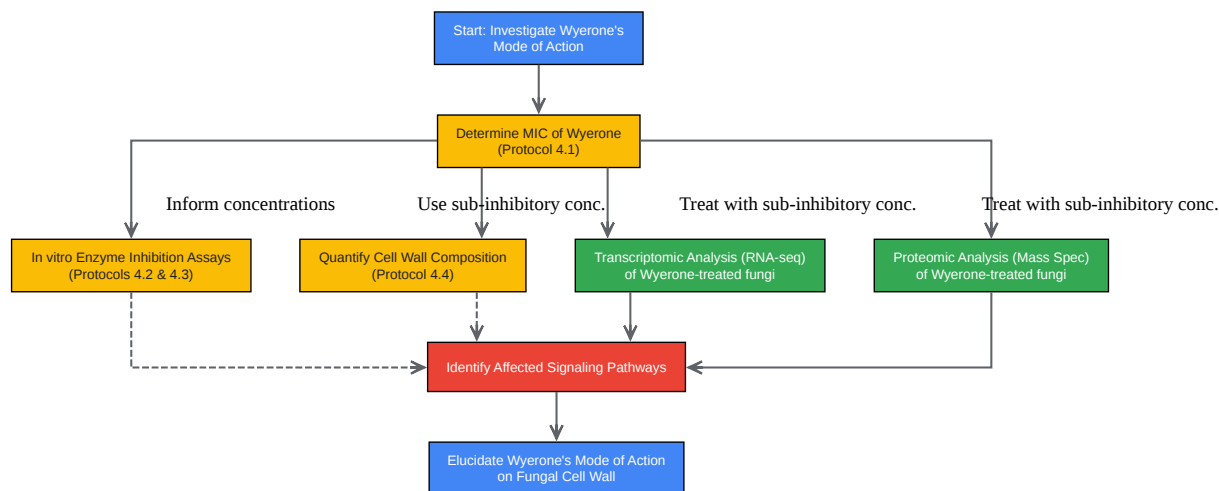 Start: Investigate Wyerone's
Mode of Action
Determine MIC of Wyerone
(Protocol 4.1)
Inform concentrations
Use sub-inhibitory conc.
Treat with sub-inhibitory conc.
Treat with sub-inhibitory conc.
In vitro Enzyme Inhibition Assays
(Protocols 4.2 & 4.3)
Quantify Cell Wall Composition
(Protocol 4.4)
Transcriptomic Analysis (RNA-seq)
of Wyerone-treated fungi
Proteomic Analysis (Mass Spec)
of Wyerone-treated fungi
Identify Affected Signaling Pathways
Elucidate Wyerone's Mode of Action
on Fungal Cell Wall